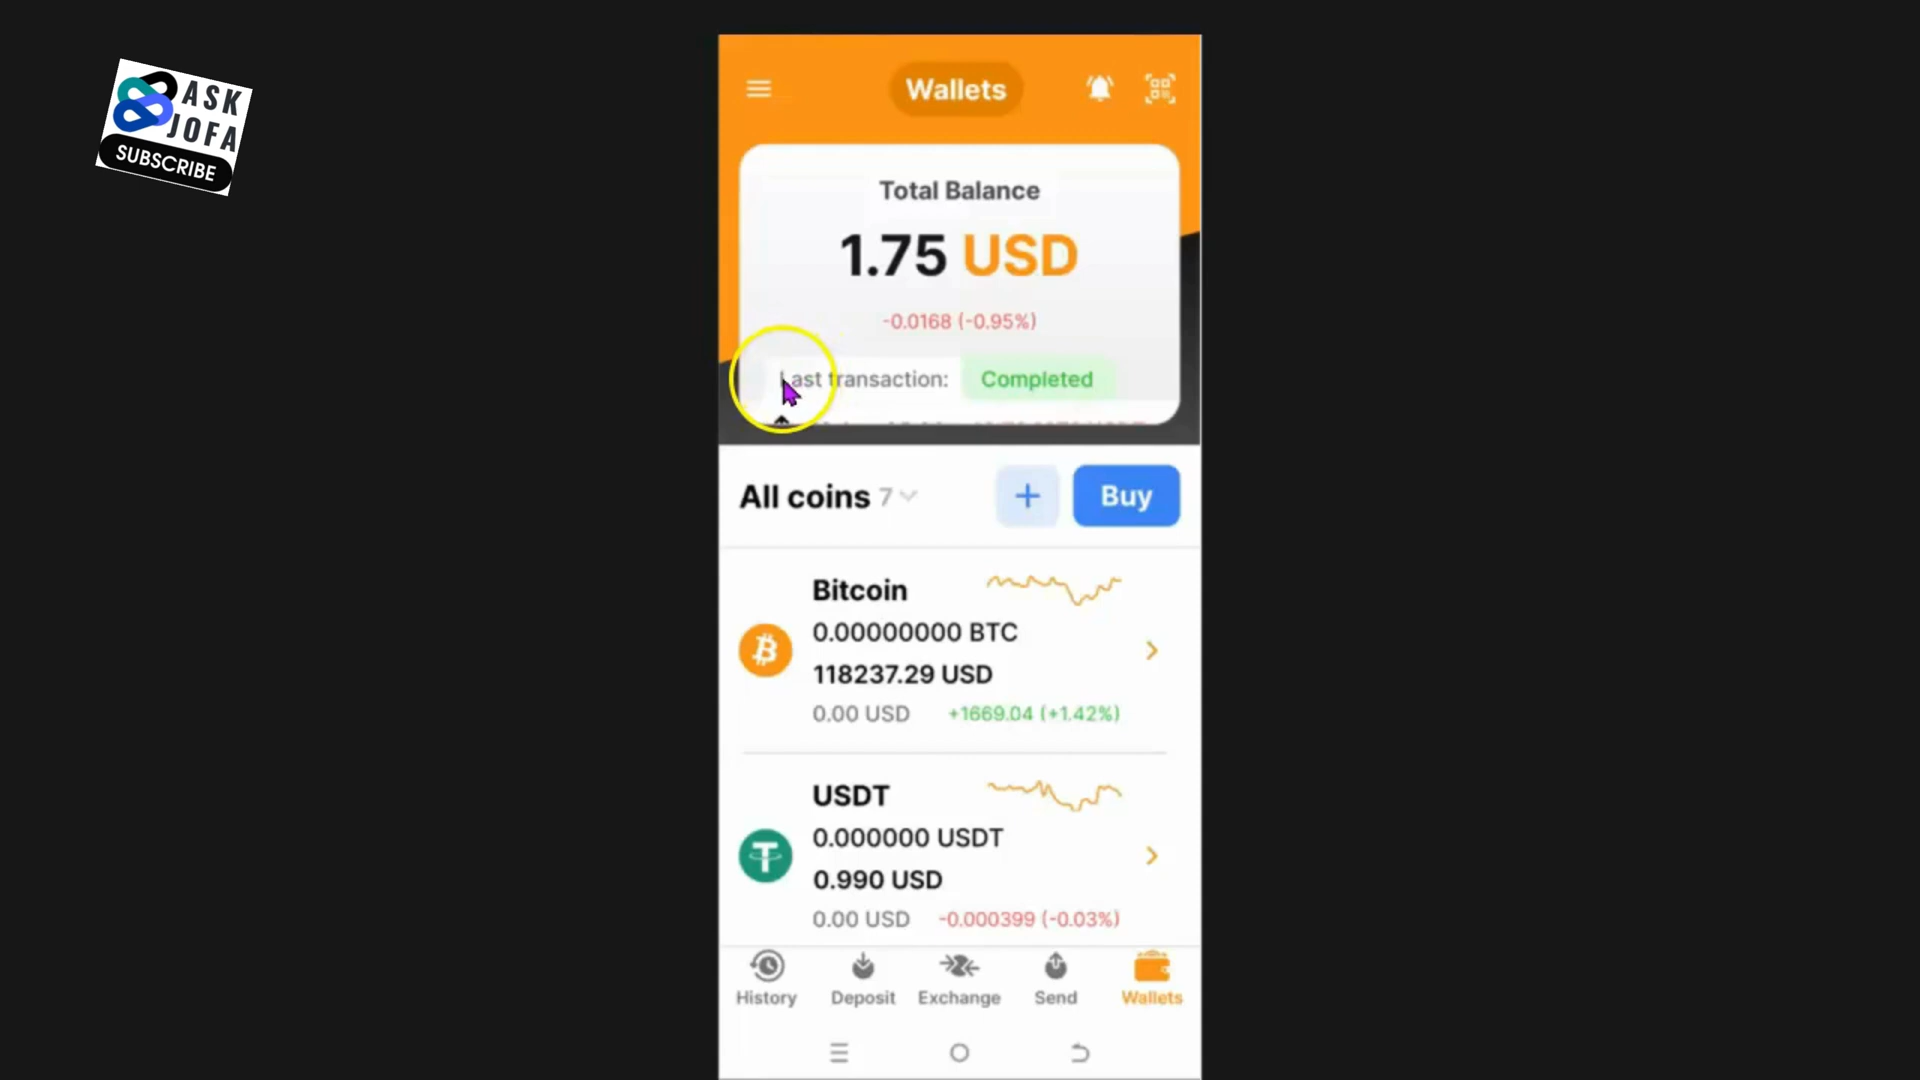 ASK
JOFA
SUBSCRIBE
Wallets
Total Balance
1.75 USD
-0.0168 (-0.95%)
Last transaction: Completed
All coins 7
+ Buy
Bitcoin
0.00000000 BTC
118237.29 USD
0.00 USD +1669.04 (+1.42%)
USDT
0.000000 USDT
0.990 USD
0.00 USD -0.000399 (-0.03%)
History Deposit Exchange Send Wallets